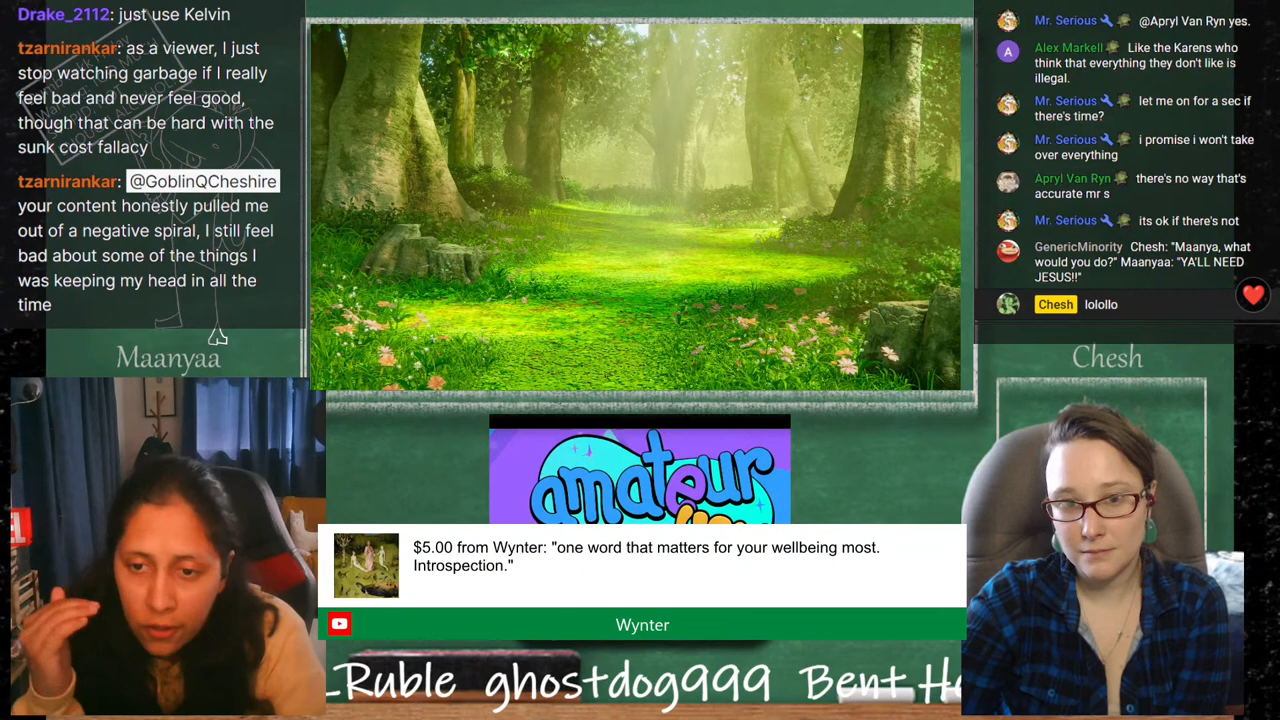 Drake_2112: just use Kelvin
tzarnirankar: as a viewer, I just
stop watching garbage if I really
feel bad and never feel good,
though that can be hard with the
sunk cost fallacy
tzarnirankar: @GoblinQCheshire
your content honestly pulled me
out of a negative spiral, I still feel
bad about some of the things I
was keeping my head in all the
time
Maanyaa
Mr. Serious @Apryl Van Ryn yes.
A
Alex Markell Like the Karens who
think that everything they don't like is
illegal.
Mr. Serious let me on for a sec if
there's time?
Mr. Serious i promise i won't take
over everything
Apryl Van Ryn there's no way that's
accurate mr s
Mr. Serious its ok if there's not
GenericMinority Chesh: "Maanya, what
would you do?" Maanyaa: "YA'LL NEED
JESUS!!"
Chesh lolollo
Chesh
amateur
$5.00 from Wynter: "one word that matters for your wellbeing most.
Introspection."
Wynter
_Ruble ghostdog999 Bent